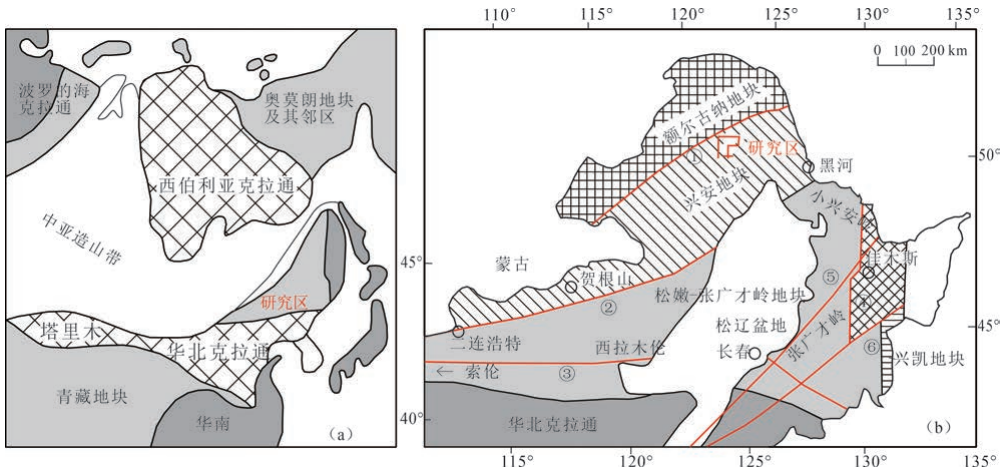 波罗的海
克拉通
奥莫朗地块
及其邻区
西伯利亚克拉通
中亚造山带
研究区
塔里木
华北克拉通
青藏地块
华南
(a)
110° 115° 120° 125° 130° 135°
0 100 200 km
额尔古纳地块
①
研究区
兴安地块
黑河
50°
小兴安岭
45°
蒙古
贺根山
佳木斯
⑤
②
松嫩-张广才岭地块
松辽盆地
张广才岭
45°
二连浩特
西拉木伦
长春
⑥
兴凯地块
← 索伦
③
40°
华北克拉通
(b)
115° 120° 125° 130°